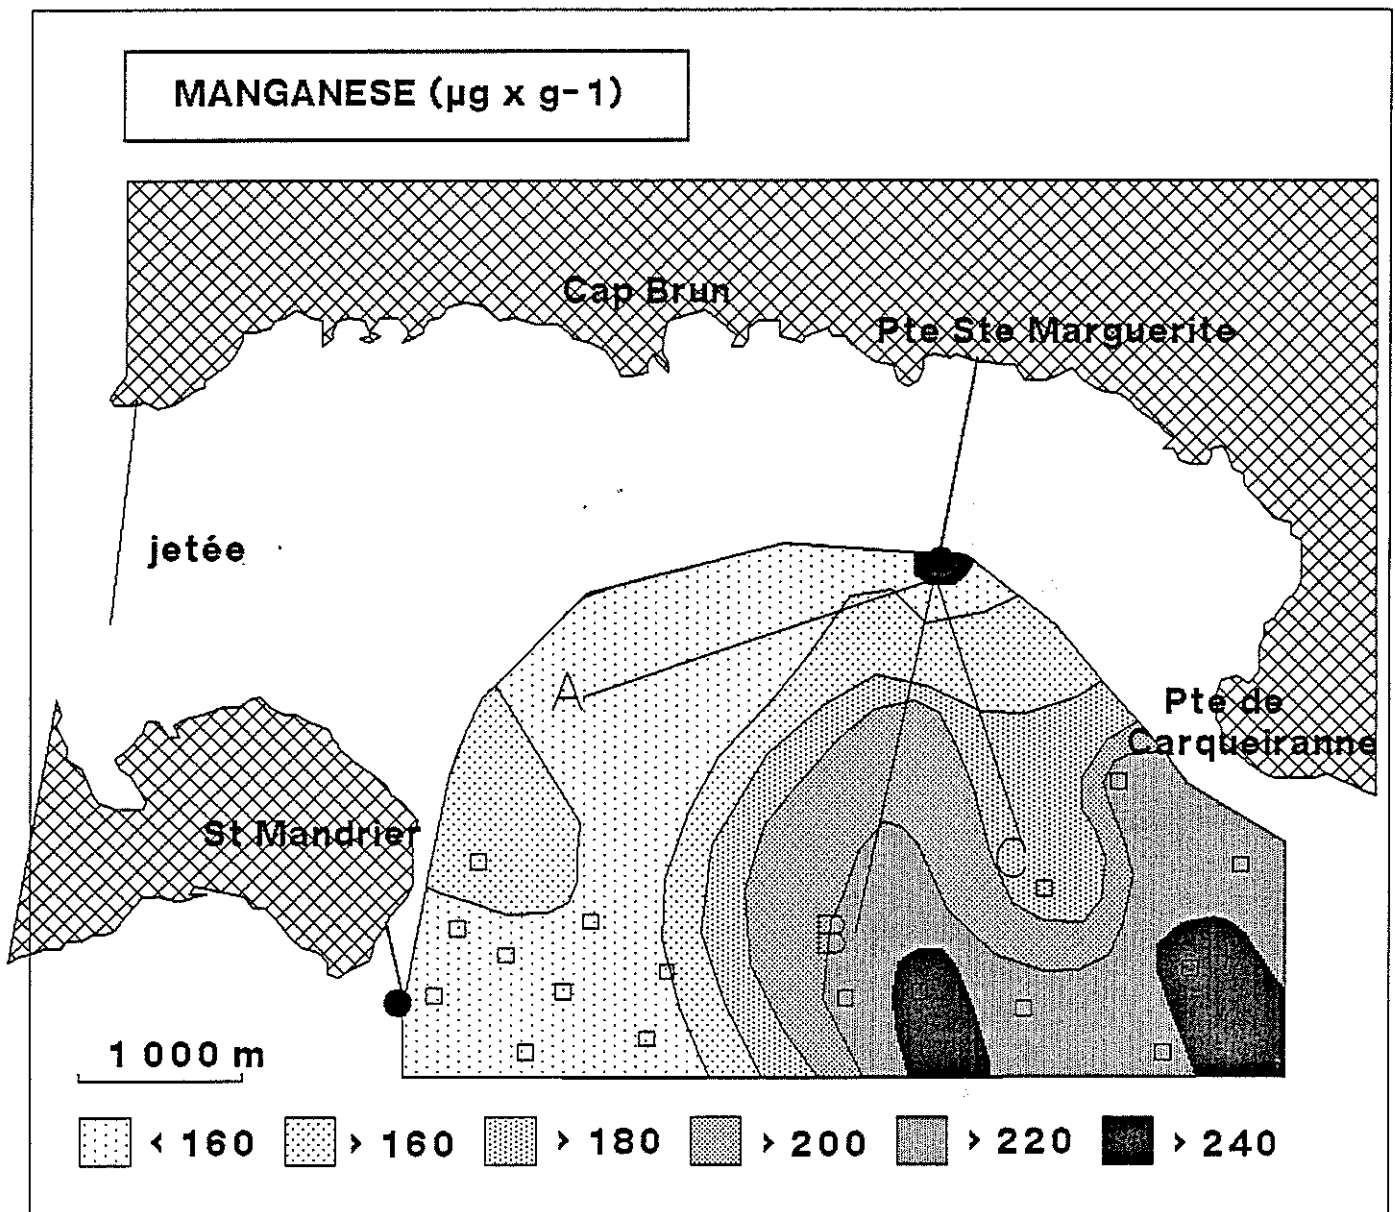 MANGANESE (µg x g-1)
Cap Brun
Pte Ste Marguerite
jetée
A
Pte de
Carqueiranne
St Mandrier
C
B
1 000 m
< 160 > 160 > 180 > 200 > 220 > 240